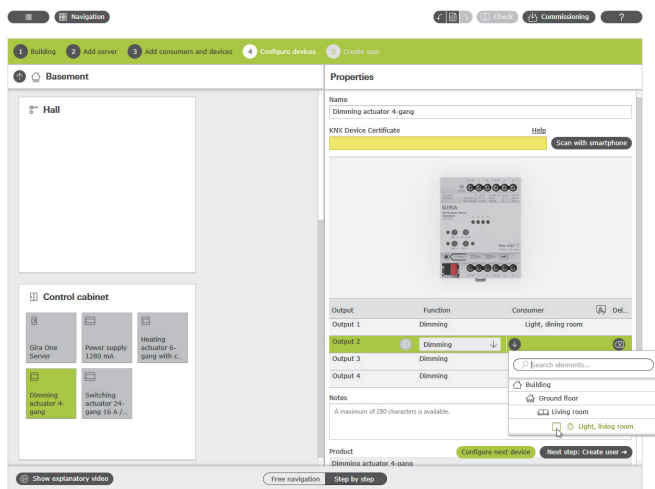 Navigation
Check
Commissioning
?
1 Building 2 Add server 3 Add consumers and devices 4 Configure devices 5 Create user
Basement
Properties
Hall
Name
Dimming actuator 4-gang
KNX Device Certificate Help
Scan with smartphone
GIRA
Control cabinet
Gira One Server
Power supply 1280 mA
Heating actuator 6-gang with c...
Dimming actuator 4-gang
Switching actuator 24-gang 16 A /...
Output Function Consumer Del...
Output 1 Dimming Light, dining room
Output 2 Dimming
Output 3 Dimming
Output 4 Dimming
Search elements...
Building
Ground floor
Living room
Light, living room
Notes
A maximum of 280 characters is available.
Product
Configure next device
Next step: Create user
Dimming actuator 4-gang
Show explanatory video
Free navigation Step by step